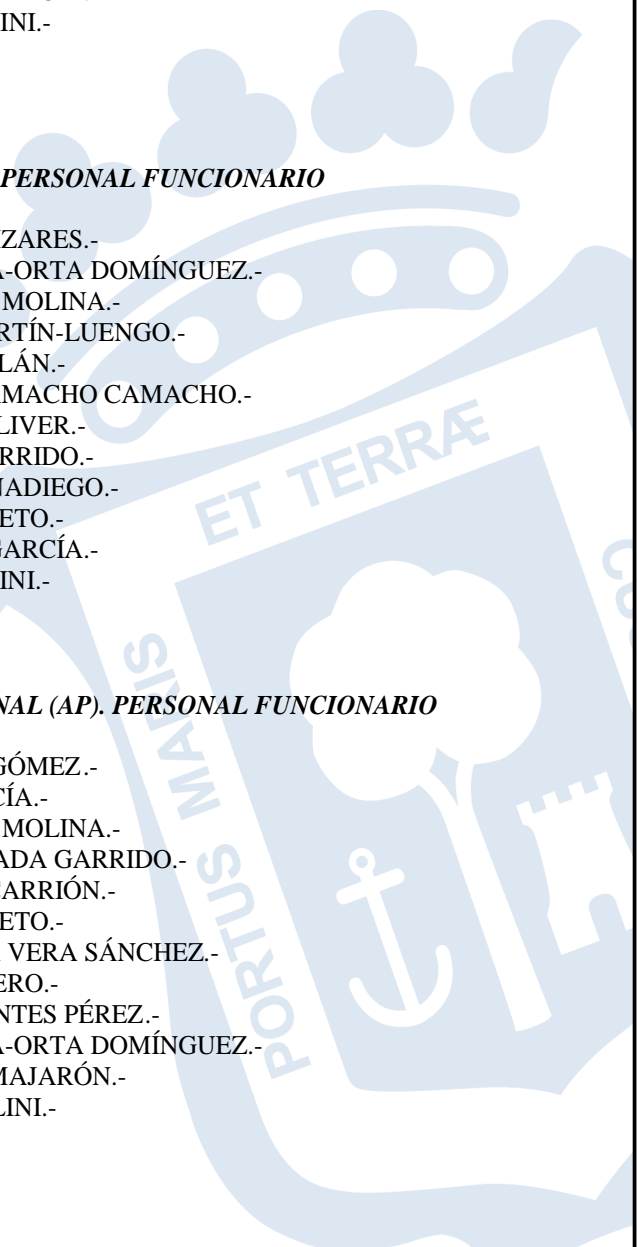 INI.-
PERSONAL FUNCIONARIO
IZARES.-
A-ORTA DOMÍNGUEZ.-
MOLINA.-
RTÍN-LUENGO.-
LÁN.-
AMACHO CAMACHO.-
LIVER.-
RRIDO.-
NADIEGO.-
ETO.-
GARCÍA.-
INI.-
NAL (AP). PERSONAL FUNCIONARIO
GÓMEZ.-
CÍA.-
MOLINA.-
ADA GARRIDO.-
CARRIÓN.-
ETO.-
VERA SÁNCHEZ.-
ERO.-
NTES PÉREZ.-
A-ORTA DOMÍNGUEZ.-
MAJARÓN.-
LINI.-
PORTUS MARIS ET TERRÆ